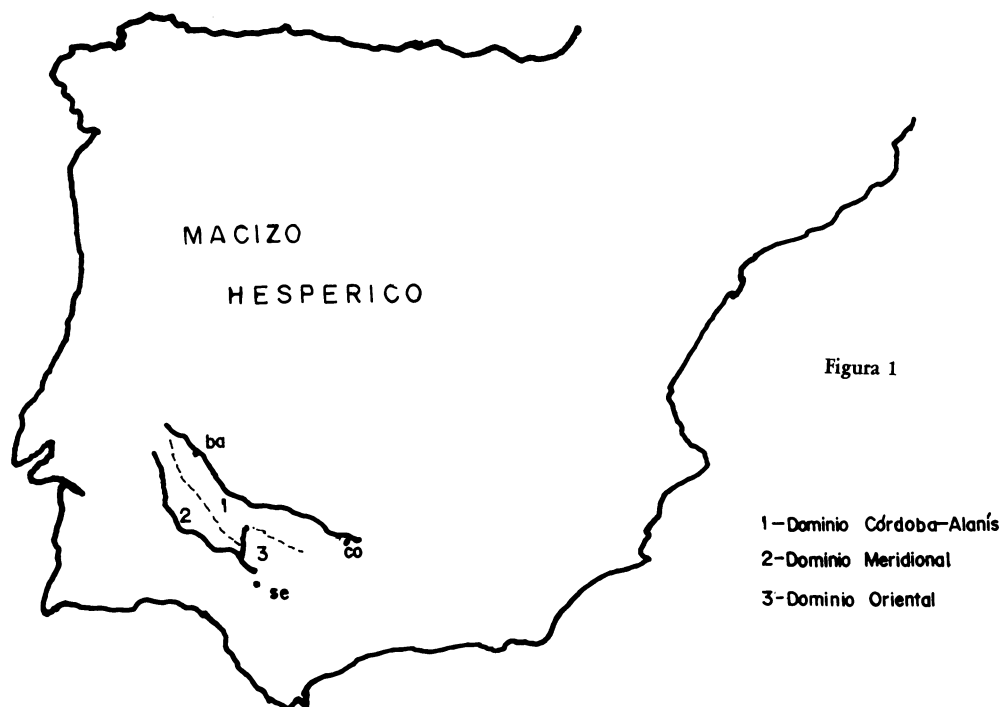 MACIZO
HESPERICO
Figura 1
ba
1
2
3
co
se
1-Dominio Córdoba-Alanís
2-Dominio Meridional
3-Dominio Oriental